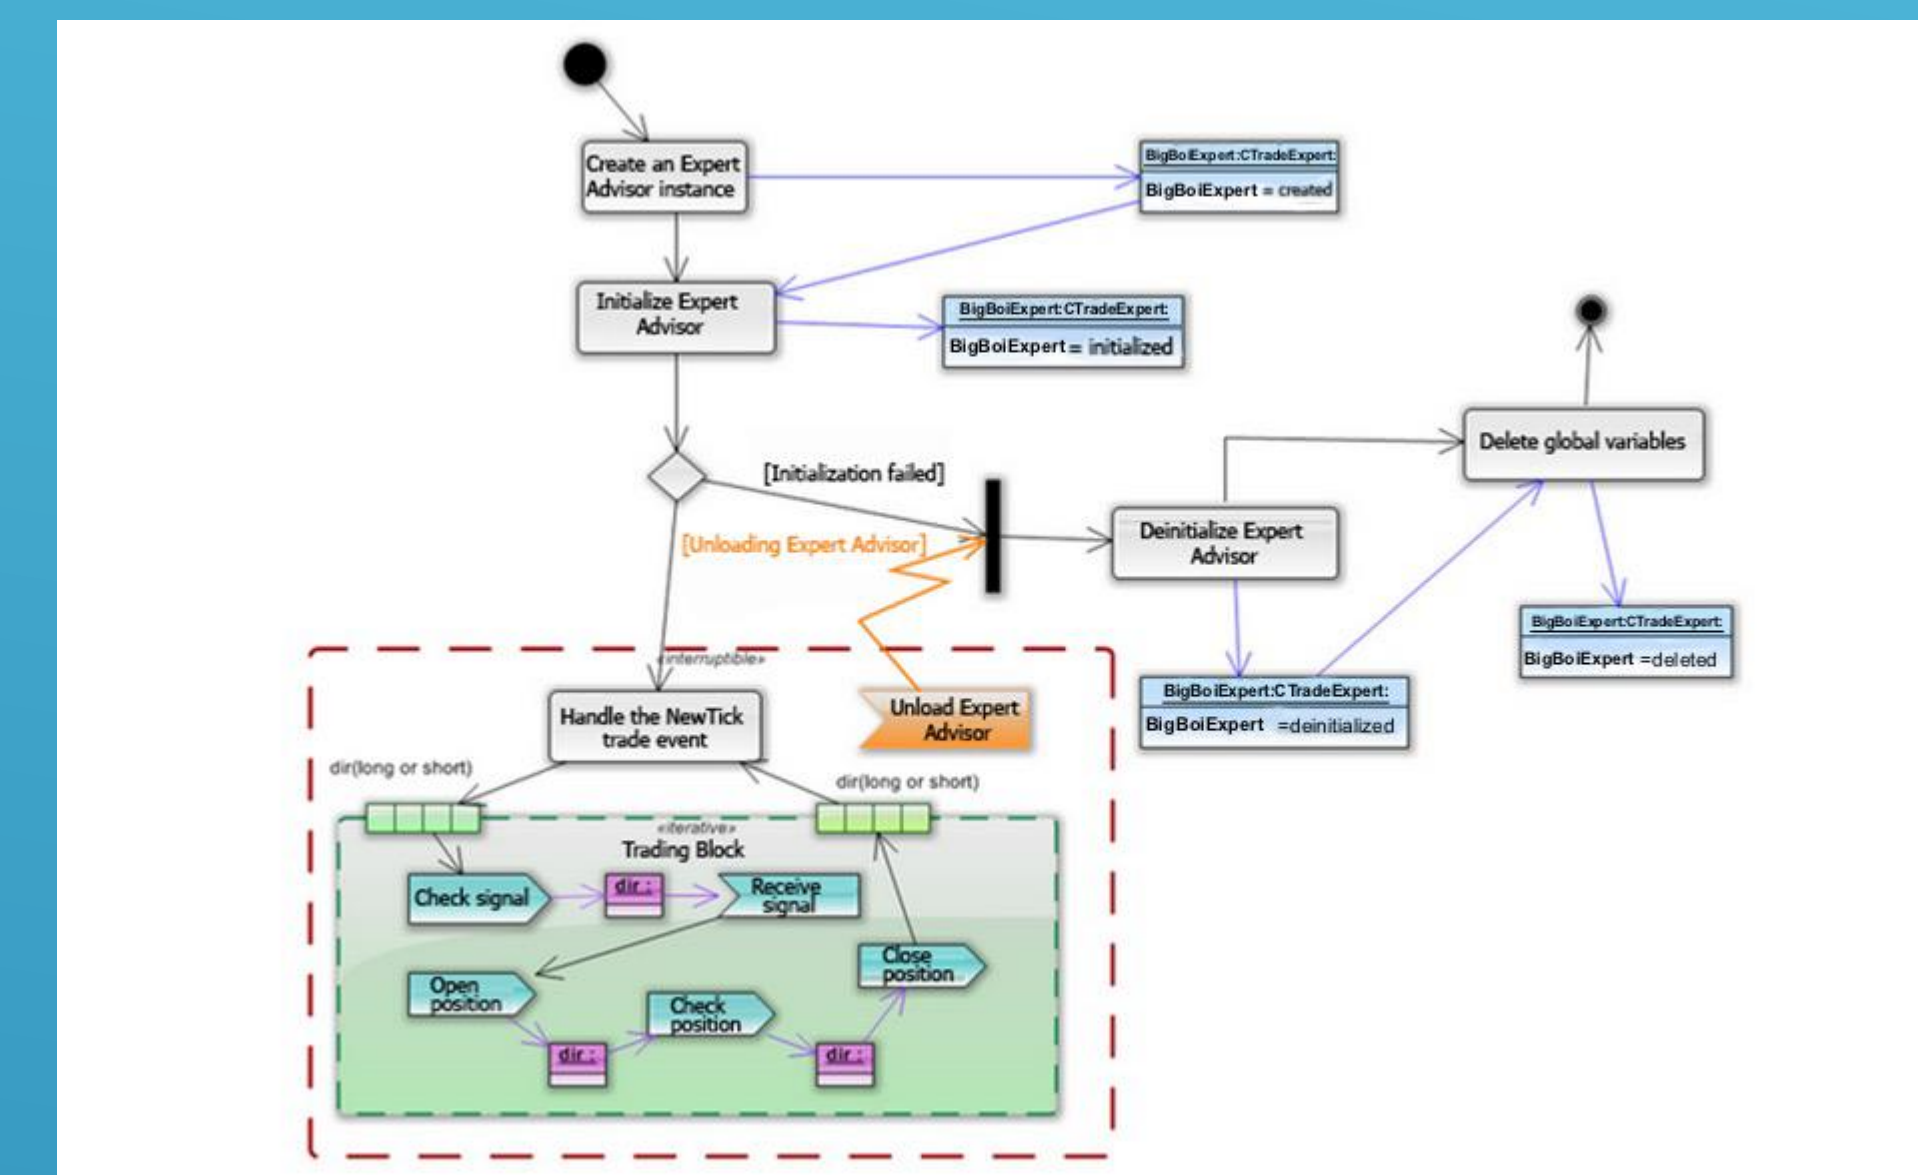 Create an Expert
Advisor instance
BigBoiExpert:CTradeExpert:
BigBoiExpert = created
Initialize Expert
Advisor
BigBoiExpert:CTradeExpert:
BigBoiExpert = initialized
Delete global variables
[Initialization failed]
[Unloading Expert Advisor]
Deinitialize Expert
Advisor
BigBoiExpert:CTradeExpert:
BigBoiExpert =deleted
BigBoiExpert:CTradeExpert:
BigBoiExpert =deinitialized
«interruptible»
Handle the NewTick
trade event
Unload Expert
Advisor
dir(long or short)
dir(long or short)
«iterative»
Trading Block
Check signal
dir :
Receive
signal
Close
position
Open
position
Check
position
dir :
dir :